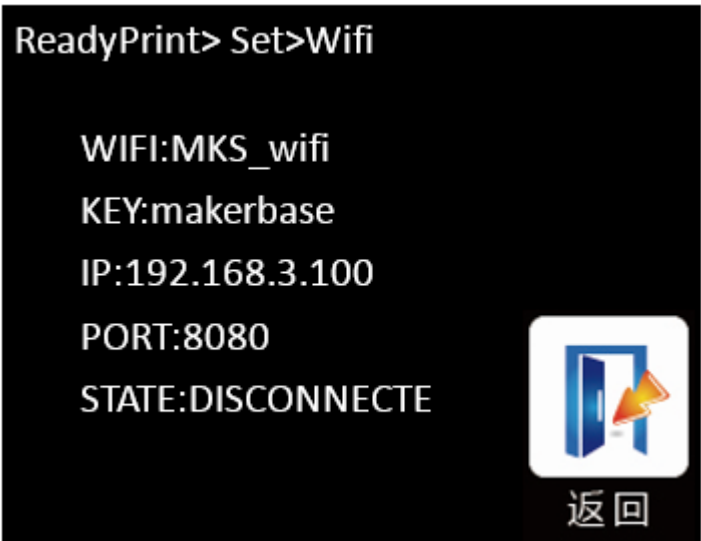 ReadyPrint> Set>Wifi
WIFI:MKS_wifi
KEY:makerbase
IP:192.168.3.100
PORT:8080
STATE:DISCONNECTE
返回